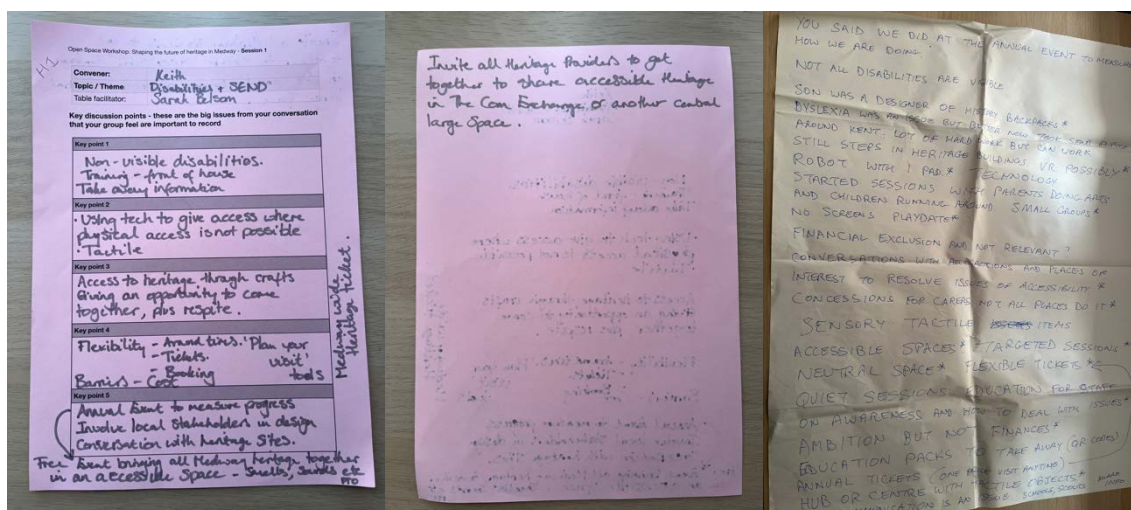 H1
Open Space Workshop: Shaping the future of heritage in Medway - Session 1
Convener: Keith
Topic / Theme Disabilities + SEND
Table facilitator: Sarah Belson
Key discussion points - these are the big issues from your conversation
that your group feel are important to record
Key point 1
Non-visible disabilities.
Training - front of house
Take away information
Key point 2
• Using tech to give access where
physical access is not possible
• Tactile
Key point 3
Access to heritage through crafts
Giving an opportunity to come
together, plus respite.
Key point 4
Flexibility - Around times. 'Plan your
- Tickets. visit'
- Booking tools
Barriers - Cost
Key point 5
Annual Event to measure progress
Involve local stakeholders in design
Conversation with heritage sites.
Free Event bringing all Medway heritage together
in an accessible space - Smells, sounds etc
PTO
Medway wide
Heritage ticket.
Invite all Heritage Providers to get
together to share accessible Heritage
in The Corn Exchange or another central
large space.
YOU SAID WE DID AT THE ANNUAL EVENT TO MEASURE
HOW WE ARE DOING
NOT ALL DISABILITIES ARE VISIBLE
SON WAS A DESIGNER OF HISTORY BACKPACKS*
DYSLEXIA WAS AN ISSUE BUT BETTER NOW TOOK
AROUND KENT. LOT OF HARD WORK BUT CAN WORK
STILL STEPS IN HERITAGE BUILDINGS VR POSSIBLY*
ROBOT WITH I PAD.* TECHNOLOGY
STARTED SESSIONS WITH PARENTS DOING ARTS
AND CHILDREN RUNNING AROUND SMALL GROUPS*
NO SCREENS PLAYDATE*
FINANCIAL EXCLUSION AND NOT RELEVANT?
CONVERSATIONS WITH ATTRACTIONS AND PLACES OF
INTEREST TO RESOLVE ISSUES OF ACCESSIBILITY *
CONCESSIONS FOR CARERS NOT ALL PLACES DO IT*
SENSORY TACTILE ITEMS
ACCESSIBLE SPACES* TARGETED SESSIONS*
NEUTRAL SPACE* FLEXIBLE TICKETS*
QUIET SESSIONS EDUCATION FOR STAFF
ON AWARENESS AND HOW TO DEAL WITH ISSUES*
AMBITION BUT NOT FINANCES*
EDUCATION PACKS TO TAKE AWAY (QR CODES)
ANNUAL TICKETS (ONE PRICE VISIT ANYTIME)
HUB OR CENTRE WITH TACTILE OBJECTS*
IS AN ISSUE SCHOOLS, SCOUTS